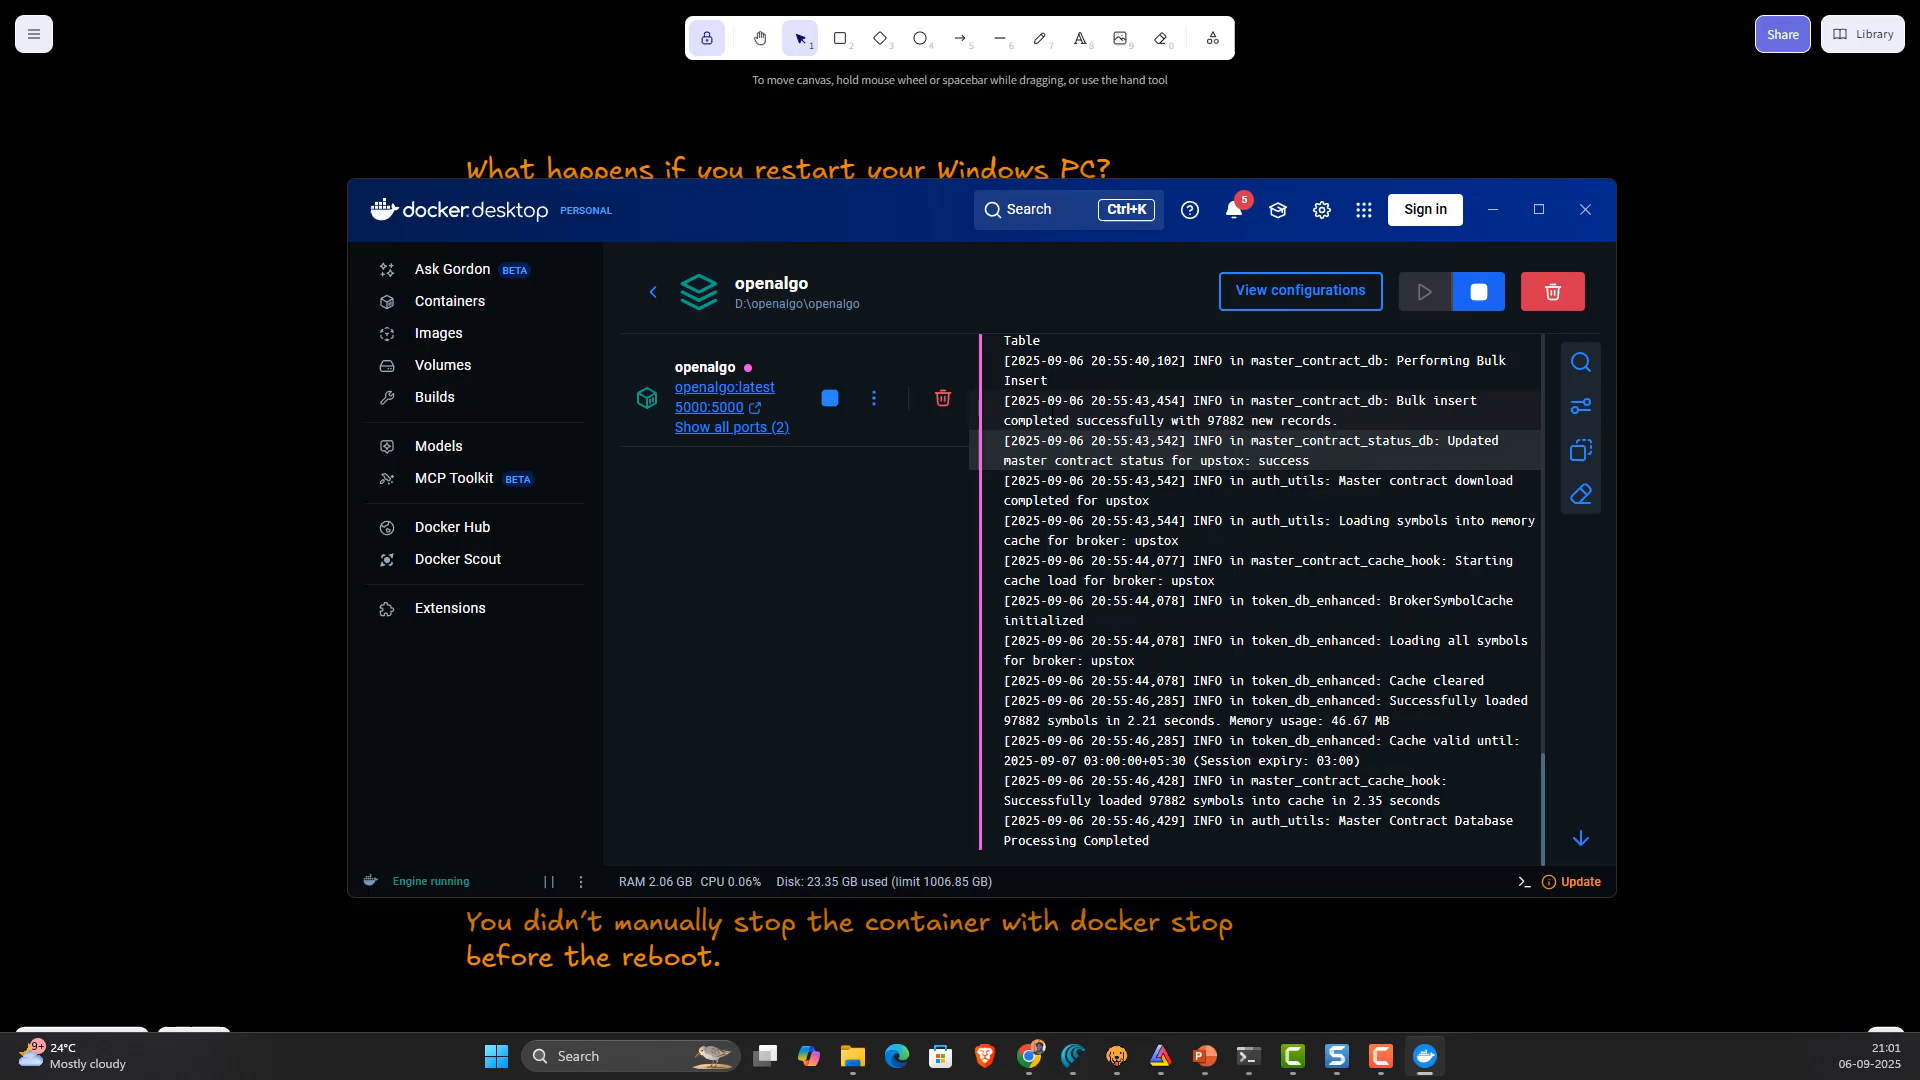 1
2
3
4
5
6
7
8
9
0
Share
Library
To move canvas, hold mouse wheel or spacebar while dragging, or use the hand tool
What happens if you restart your Windows PC?
docker.desktop PERSONAL
Search Ctrl+K
5
Sign in
Ask Gordon BETA
Containers
Images
Volumes
Builds
Models
MCP Toolkit BETA
Docker Hub
Docker Scout
Extensions
openalgo
D:\openalgo\openalgo
View configurations
openalgo
openalgo:latest
5000:5000
Show all ports (2)
Table
[2025-09-06 20:55:40,102] INFO in master_contract_db: Performing Bulk
Insert
[2025-09-06 20:55:43,454] INFO in master_contract_db: Bulk insert
completed successfully with 97882 new records.
[2025-09-06 20:55:43,542] INFO in master_contract_status_db: Updated
master contract status for upstox: success
[2025-09-06 20:55:43,542] INFO in auth_utils: Master contract download
completed for upstox
[2025-09-06 20:55:43,544] INFO in auth_utils: Loading symbols into memory
cache for broker: upstox
[2025-09-06 20:55:44,077] INFO in master_contract_cache_hook: Starting
cache load for broker: upstox
[2025-09-06 20:55:44,078] INFO in token_db_enhanced: BrokerSymbolCache
initialized
[2025-09-06 20:55:44,078] INFO in token_db_enhanced: Loading all symbols
for broker: upstox
[2025-09-06 20:55:44,078] INFO in token_db_enhanced: Cache cleared
[2025-09-06 20:55:46,285] INFO in token_db_enhanced: Successfully loaded
97882 symbols in 2.21 seconds. Memory usage: 46.67 MB
[2025-09-06 20:55:46,285] INFO in token_db_enhanced: Cache valid until:
2025-09-07 03:00:00+05:30 (Session expiry: 03:00)
[2025-09-06 20:55:46,428] INFO in master_contract_cache_hook:
Successfully loaded 97882 symbols into cache in 2.35 seconds
[2025-09-06 20:55:46,429] INFO in auth_utils: Master Contract Database
Processing Completed
Engine running
RAM 2.06 GB CPU 0.06% Disk: 23.35 GB used (limit 1006.85 GB)
Update
You didn't manually stop the container with docker stop
before the reboot.
9+
24°C
Mostly cloudy
Search
21:01
06-09-2025